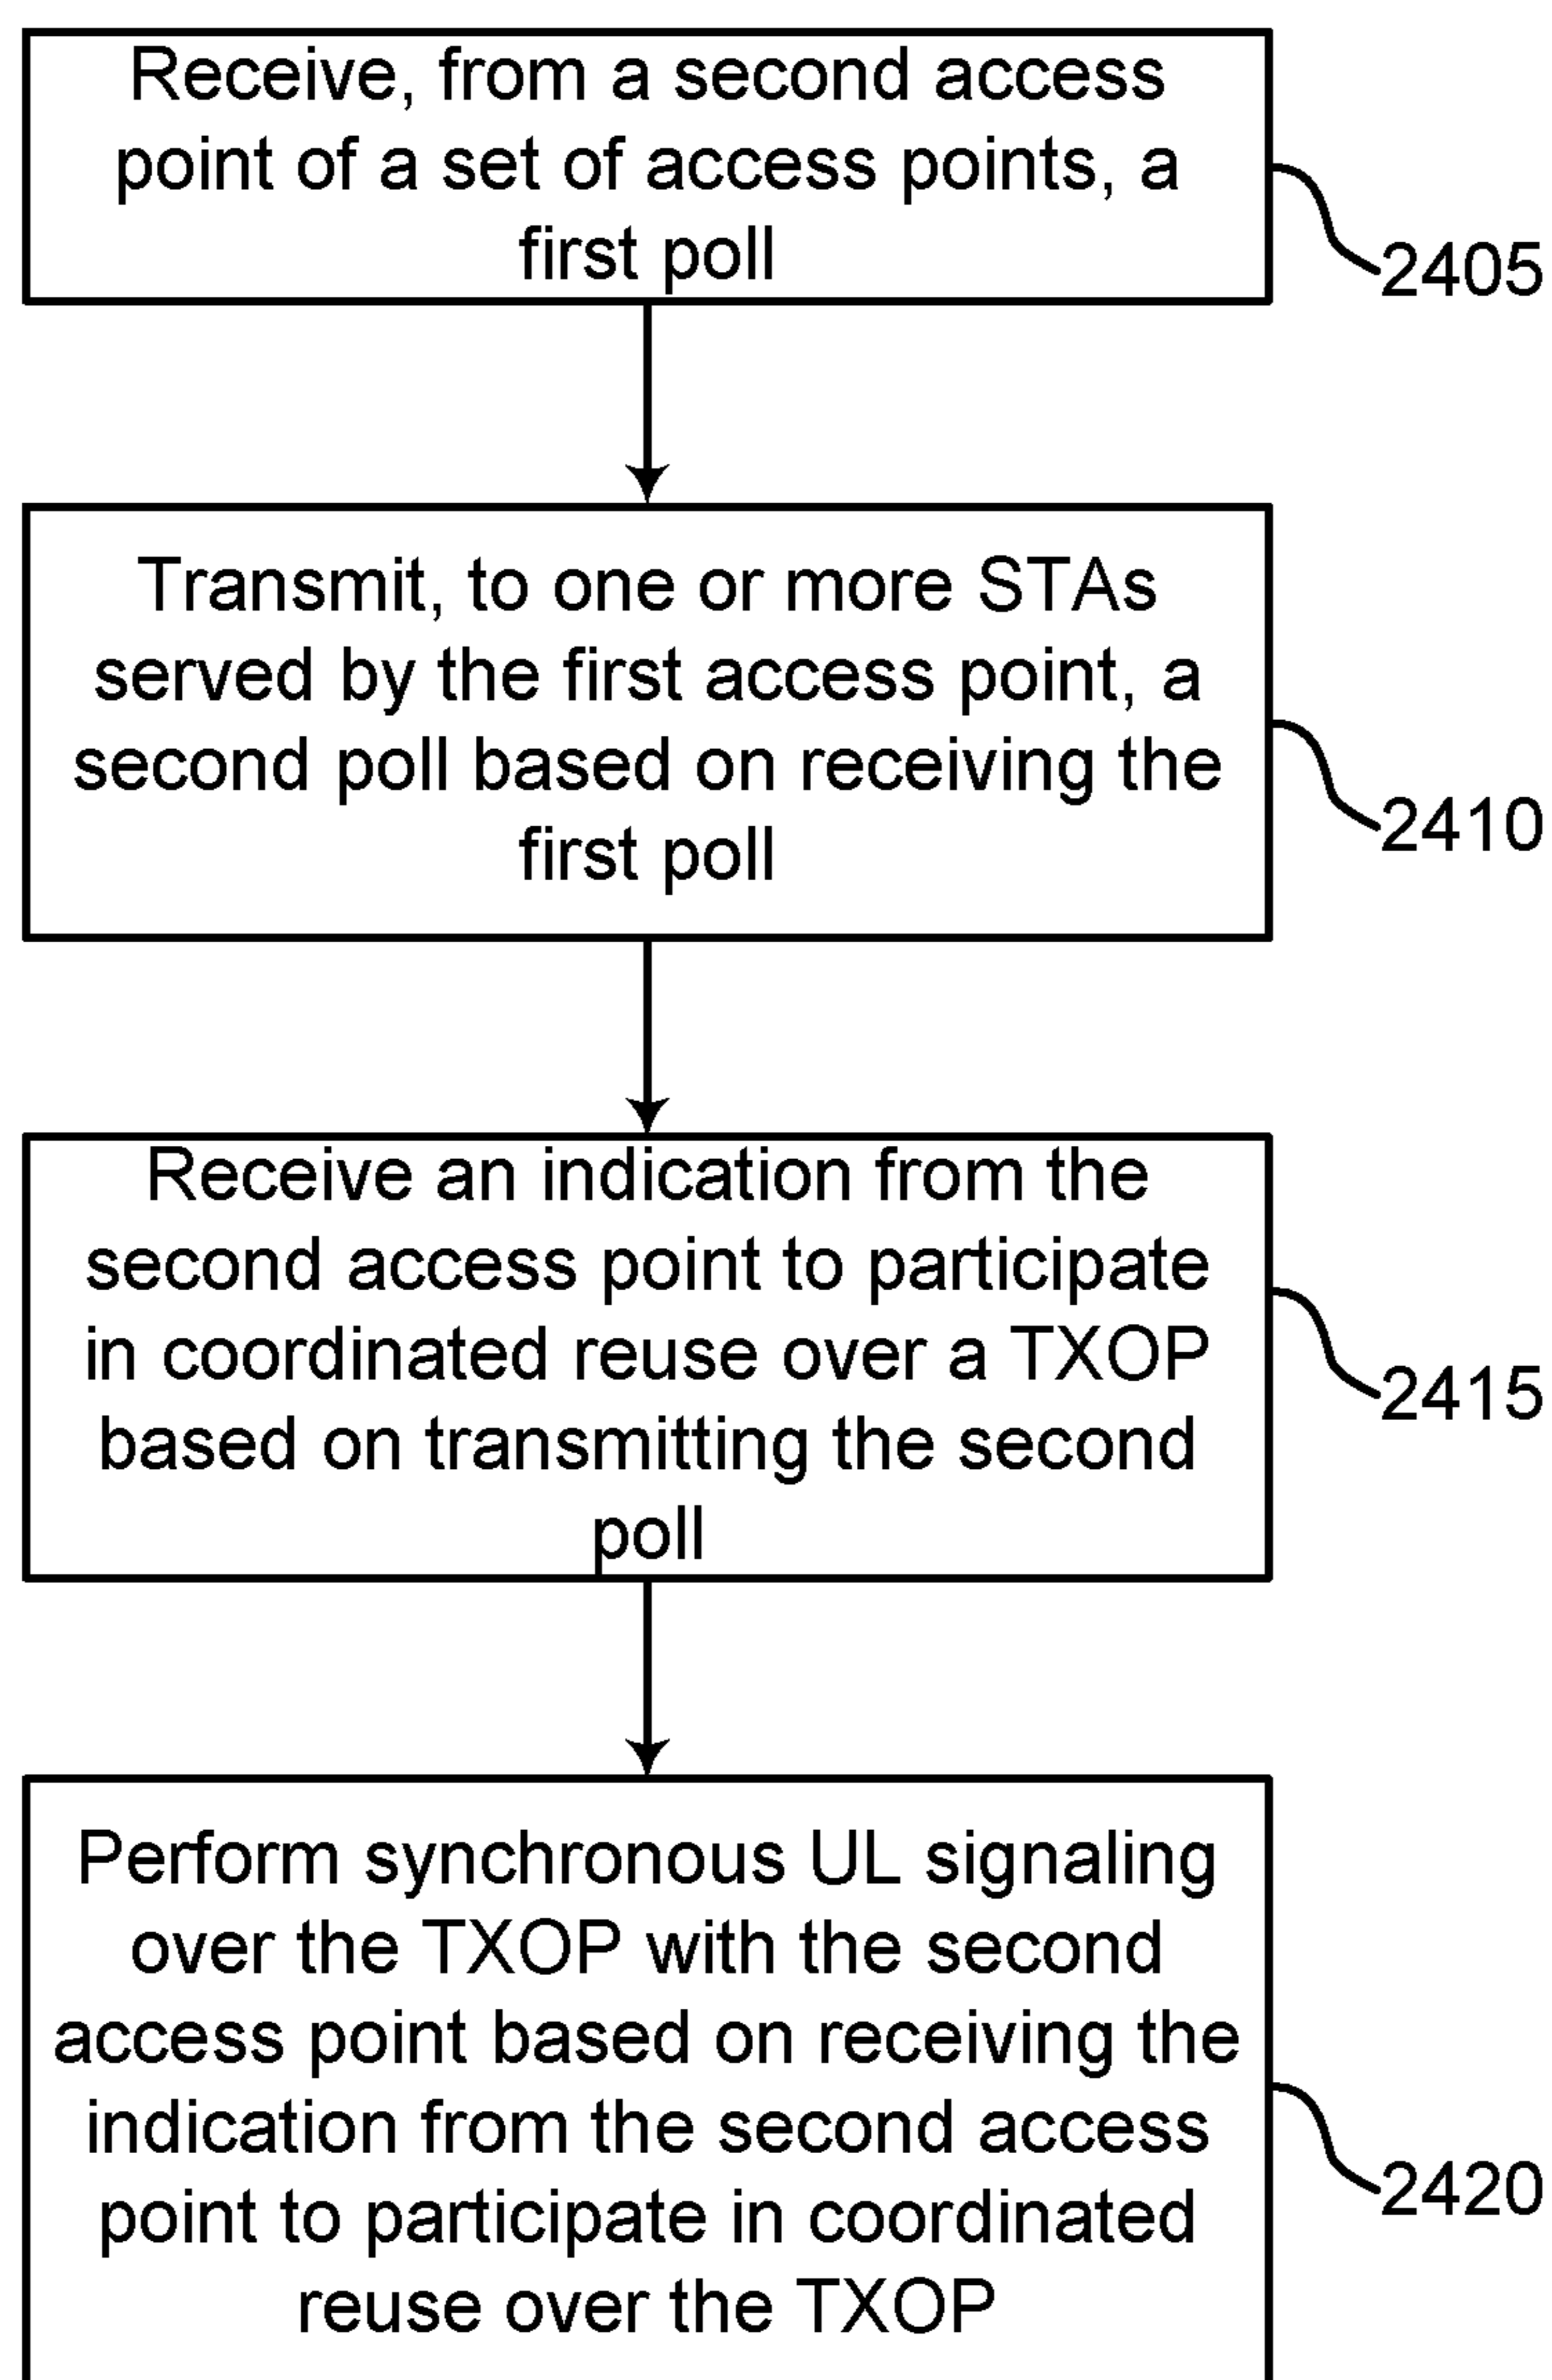 Receive, from a second access
point of a set of access points, a
first poll
2405
Transmit, to one or more STAs
served by the first access point, a
second poll based on receiving the
first poll
2410
Receive an indication from the
second access point to participate
in coordinated reuse over a TXOP
based on transmitting the second
poll
2415
Perform synchronous UL signaling
over the TXOP with the second
access point based on receiving the
indication from the second access
point to participate in coordinated
reuse over the TXOP
2420